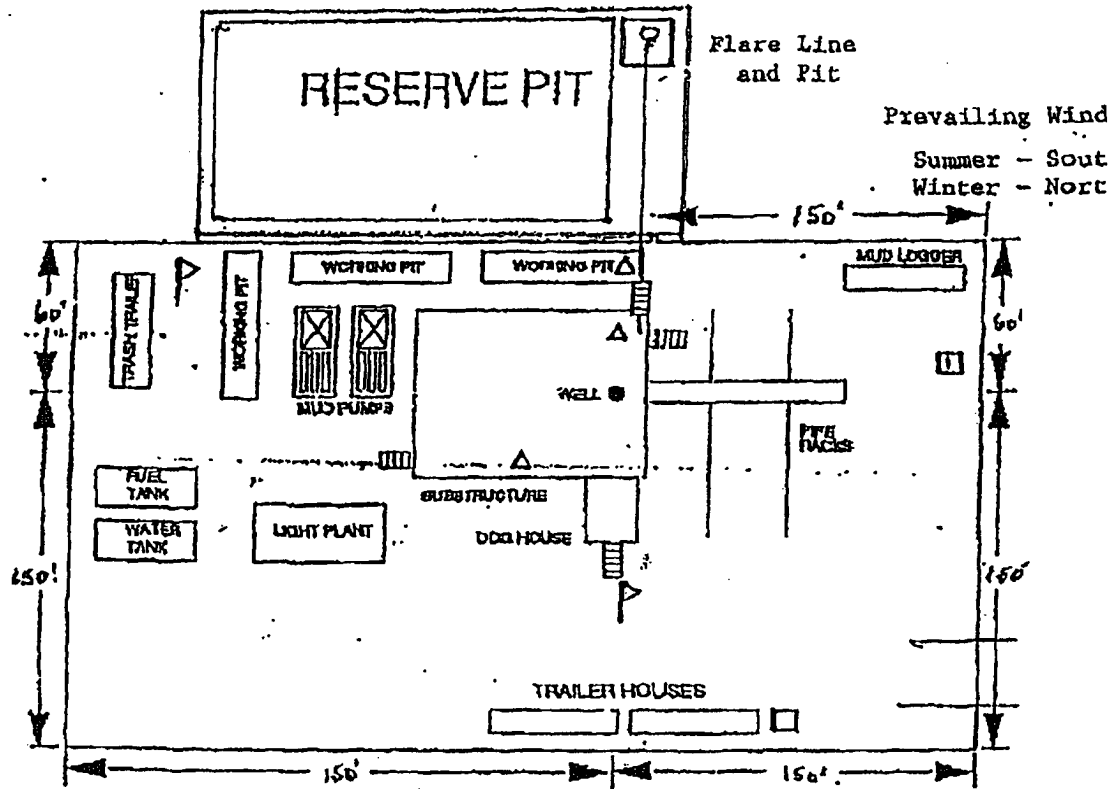 RESERVE PIT
Flare Line
and Pit
Prevailing Wind
Summer - Sout
Winter - Nort
150'
WORKING PIT
WORKING PIT
MUD LOGGER
60'
TRASH TRAILER
WORKING PIT
60'
MUD PUMPS
WELL
PIPE
RACKS
FUEL
TANK
SUBSTRUCTURE
WATER
TANK
LIGHT PLANT
DOG HOUSE
150'
150'
TRAILER HOUSES
150'
150'